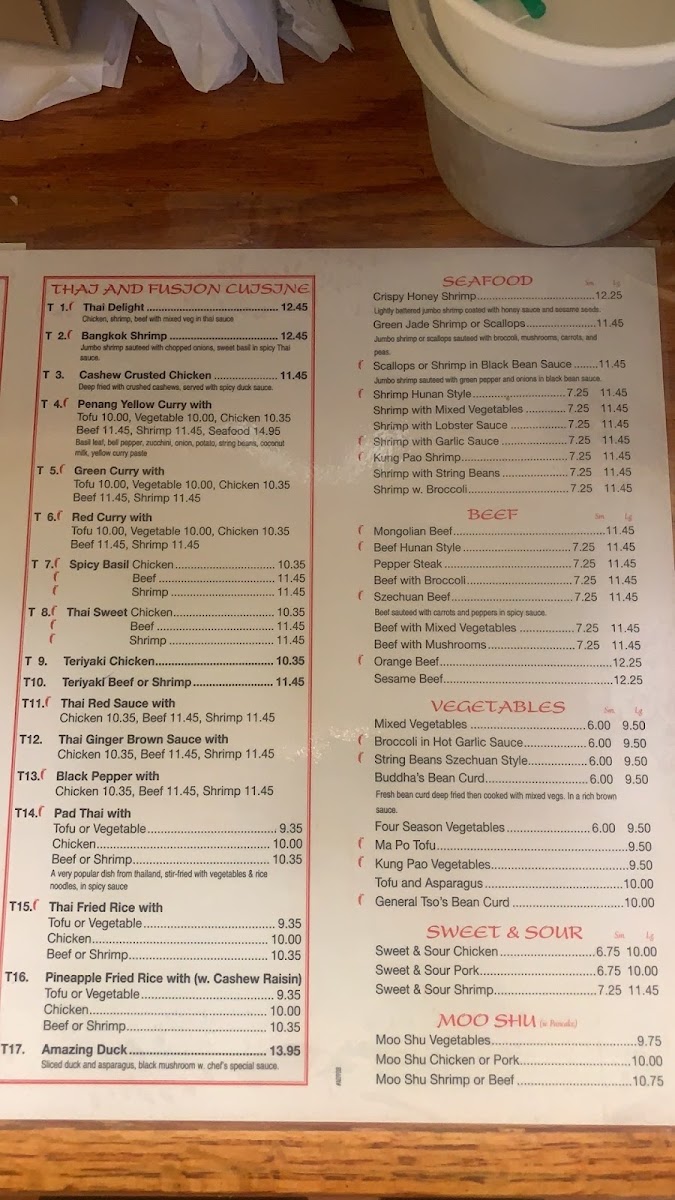 THAI AND FUSION CUISINE
T 1. Thai Delight 12.45
Chicken, shrimp, beef with mixed veg in thai sauce
T 2. Bangkok Shrimp 12.45
Jumbo shrimp sauteed with chopped onions, sweet basil in spicy Thai
sauce.
T 3. Cashew Crusted Chicken 11.45
Deep fried with crushed cashews, served with spicy duck sauce.
T 4. Penang Yellow Curry with
Tofu 10.00, Vegetable 10.00, Chicken 10.35
Beef 11.45, Shrimp 11.45, Seafood 14.95
Basil leaf, bell pepper, zucchini, onion, potato, string beans, coconut
milk, yellow curry paste
T 5. Green Curry with
Tofu 10.00, Vegetable 10.00, Chicken 10.35
Beef 11.45, Shrimp 11.45
T 6. Red Curry with
Tofu 10.00, Vegetable 10.00, Chicken 10.35
Beef 11.45, Shrimp 11.45
T 7. Spicy Basil Chicken 10.35
Beef 11.45
Shrimp 11.45
T 8. Thai Sweet Chicken 10.35
Beef 11.45
Shrimp 11.45
T 9. Teriyaki Chicken 10.35
T10. Teriyaki Beef or Shrimp 11.45
T11. Thai Red Sauce with
Chicken 10.35, Beef 11.45, Shrimp 11.45
T12. Thai Ginger Brown Sauce with
Chicken 10.35, Beef 11.45, Shrimp 11.45
T13. Black Pepper with
Chicken 10.35, Beef 11.45, Shrimp 11.45
T14. Pad Thai with
Tofu or Vegetable 9.35
Chicken 10.00
Beef or Shrimp 10.35
A very popular dish from thailand, stir-fried with vegetables & rice
noodles, in spicy sauce
T15. Thai Fried Rice with
Tofu or Vegetable 9.35
Chicken 10.00
Beef or Shrimp 10.35
T16. Pineapple Fried Rice with (w. Cashew Raisin)
Tofu or Vegetable 9.35
Chicken 10.00
Beef or Shrimp 10.35
T17. Amazing Duck 13.95
Sliced duck and asparagus, black mushroom w. chef's special sauce.
SEAFOOD Sm Lg
Crispy Honey Shrimp 12.25
Lightly battered jumbo shrimp coated with honey sauce and sesame seeds.
Green Jade Shrimp or Scallops 11.45
Jumbo shrimp or scallops sauteed with broccoli, mushrooms, carrots, and
peas.
Scallops or Shrimp in Black Bean Sauce 11.45
Jumbo shrimp sauteed with green pepper and onions in black bean sauce.
Shrimp Hunan Style 7.25 11.45
Shrimp with Mixed Vegetables 7.25 11.45
Shrimp with Lobster Sauce 7.25 11.45
Shrimp with Garlic Sauce 7.25 11.45
Kung Pao Shrimp 7.25 11.45
Shrimp with String Beans 7.25 11.45
Shrimp w. Broccoli 7.25 11.45
BEEF Sm Lg
Mongolian Beef 11.45
Beef Hunan Style 7.25 11.45
Pepper Steak 7.25 11.45
Beef with Broccoli 7.25 11.45
Szechuan Beef 7.25 11.45
Beef sauteed with carrots and peppers in spicy sauce.
Beef with Mixed Vegetables 7.25 11.45
Beef with Mushrooms 7.25 11.45
Orange Beef 12.25
Sesame Beef 12.25
VEGETABLES Sm Lg
Mixed Vegetables 6.00 9.50
Broccoli in Hot Garlic Sauce 6.00 9.50
String Beans Szechuan Style 6.00 9.50
Buddha's Bean Curd 6.00 9.50
Fresh bean curd deep fried then cooked with mixed vegs. In a rich brown
sauce.
Four Season Vegetables 6.00 9.50
Ma Po Tofu 9.50
Kung Pao Vegetables 9.50
Tofu and Asparagus 10.00
General Tso's Bean Curd 10.00
SWEET & SOUR Sm Lg
Sweet & Sour Chicken 6.75 10.00
Sweet & Sour Pork 6.75 10.00
Sweet & Sour Shrimp 7.25 11.45
MOO SHU (w. Pancake)
Moo Shu Vegetables 9.75
Moo Shu Chicken or Pork 10.00
Moo Shu Shrimp or Beef 10.75